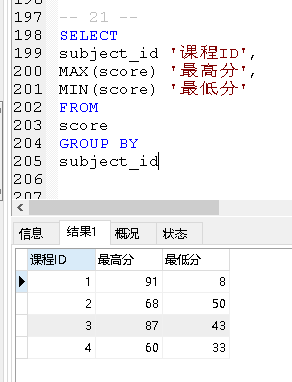 198
197 -- 21 --
198 SELECT
199 subject_id '课程ID',
200 MAX(score) '最高分',
201 MIN(score) '最低分'
202 FROM
203 score
204 GROUP BY
205 subject_id
206
207
信息 结果1 概况 状态
课程ID 最高分 最低分
1 91 8
2 68 50
3 87 43
4 60 33